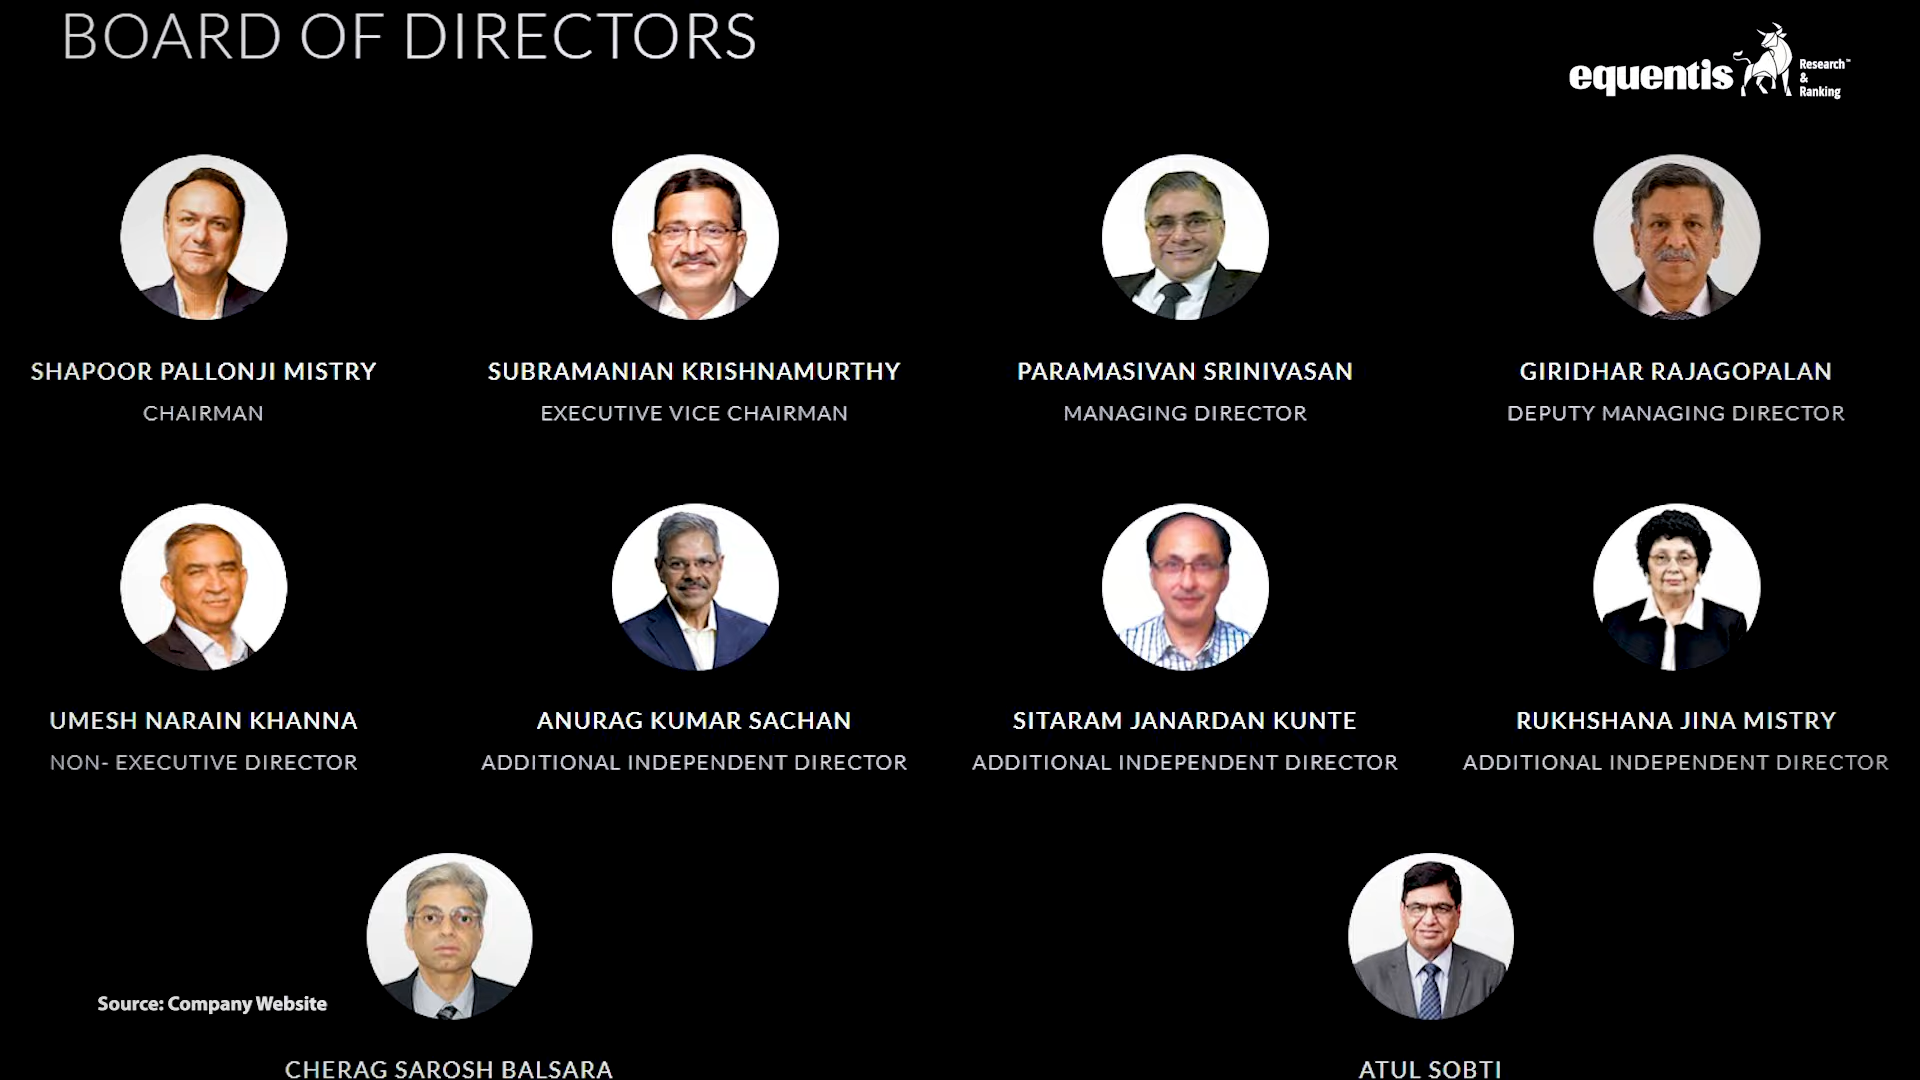 BOARD OF DIRECTORS
equentis
Research™
&
Ranking
SHAPOOR PALLONJI MISTRY
CHAIRMAN
SUBRAMANIAN KRISHNAMURTHY
EXECUTIVE VICE CHAIRMAN
PARAMASIVAN SRINIVASAN
MANAGING DIRECTOR
GIRIDHAR RAJAGOPALAN
DEPUTY MANAGING DIRECTOR
UMESH NARAIN KHANNA
NON- EXECUTIVE DIRECTOR
ANURAG KUMAR SACHAN
ADDITIONAL INDEPENDENT DIRECTOR
SITARAM JANARDAN KUNTE
ADDITIONAL INDEPENDENT DIRECTOR
RUKHSHANA JINA MISTRY
ADDITIONAL INDEPENDENT DIRECTOR
Source: Company Website
CHERAG SAROSH BALSARA
ATUL SOBTI